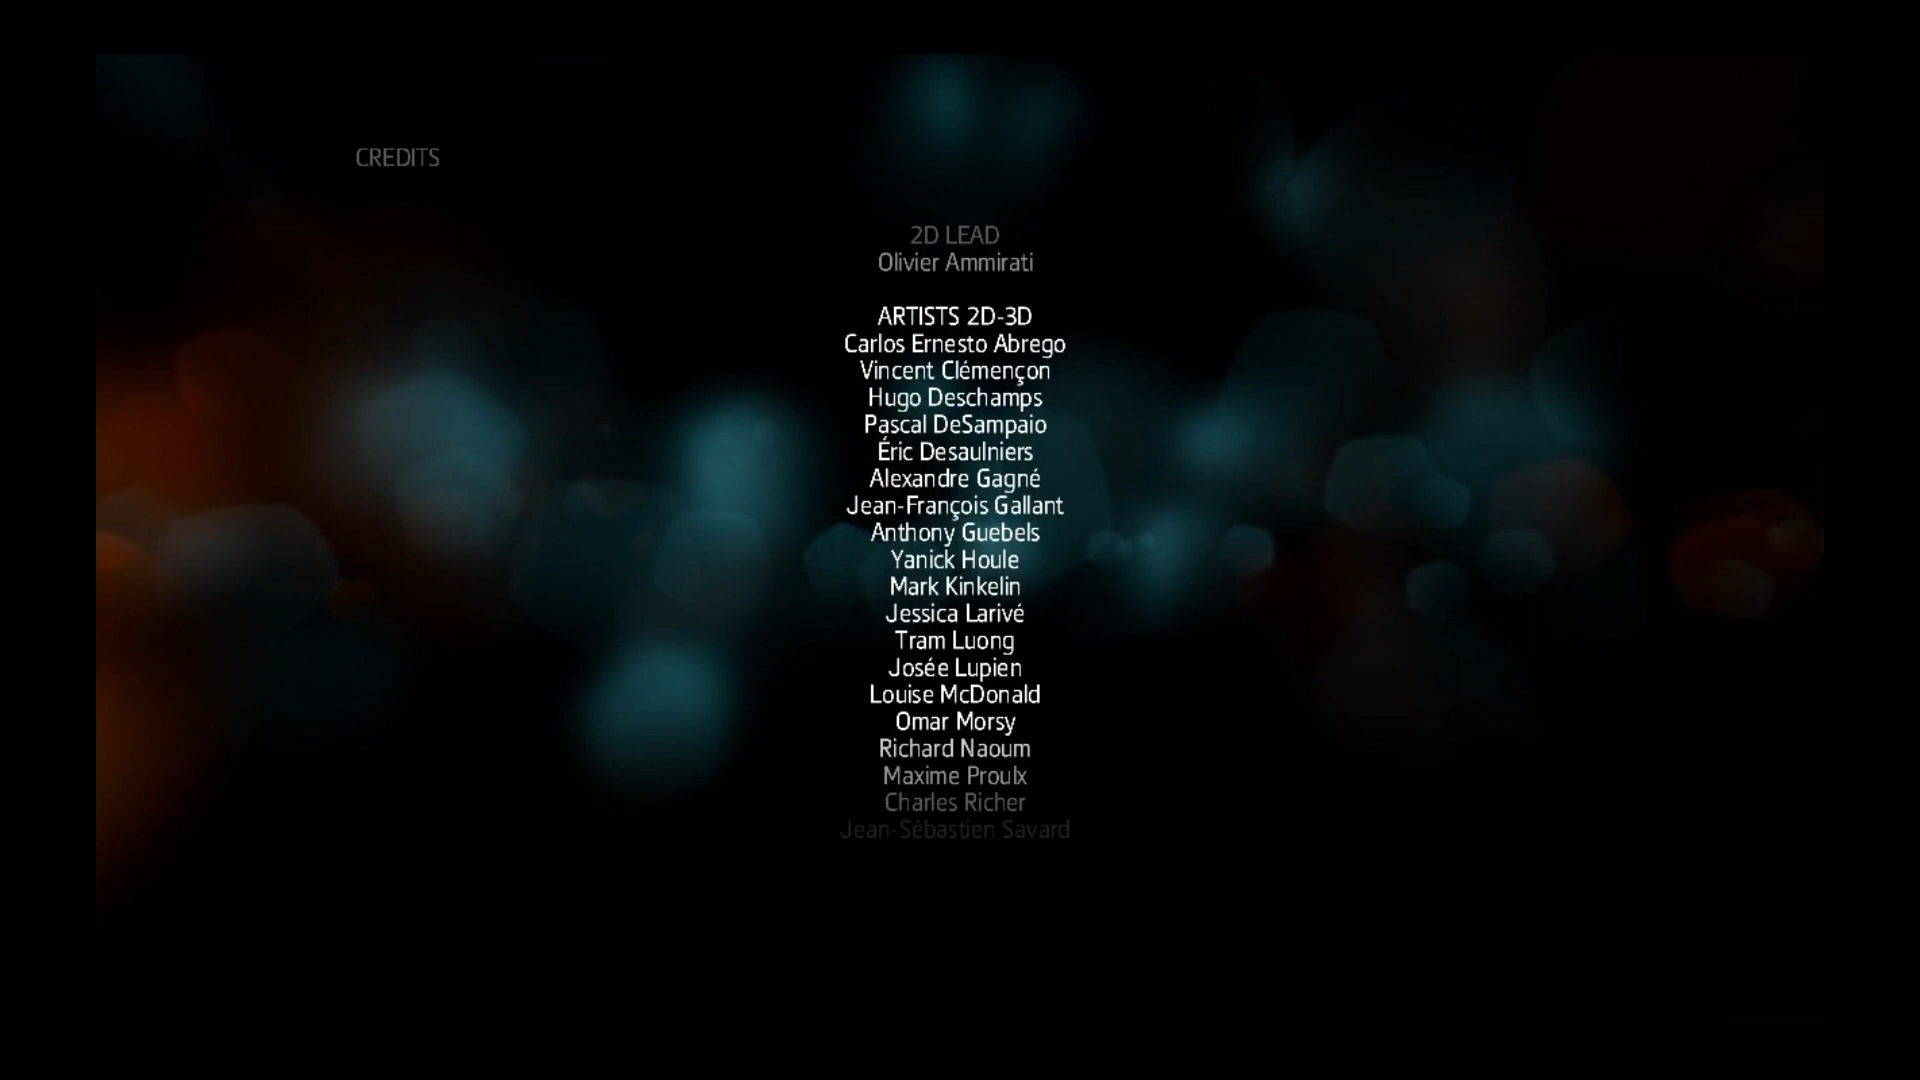 CREDITS
2D LEAD
Olivier Ammirati
ARTISTS 2D-3D
Carlos Ernesto Abrego
Vincent Clémençon
Hugo Deschamps
Pascal DeSampaio
Éric Desaulniers
Alexandre Gagné
Jean-François Gallant
Anthony Guebels
Yanick Houle
Mark Kinkelin
Jessica Larivé
Tram Luong
Josée Lupien
Louise McDonald
Omar Morsy
Richard Naoum
Maxime Proulx
Charles Richer
Jean-Sébastien Savard